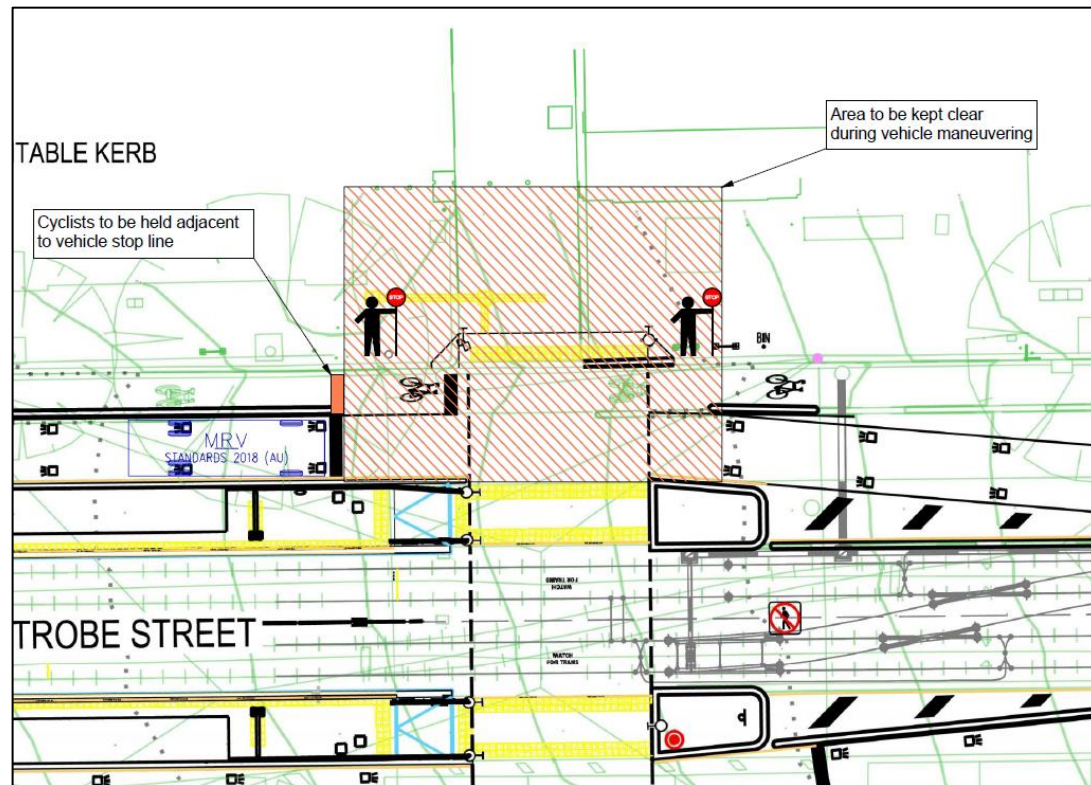 Area to be kept clear
during vehicle maneuvering
TABLE KERB
Cyclists to be held adjacent
to vehicle stop line
STOP
STOP
BIN
MRV
STANDARDS 2018 (AU)
WATCH
FOR TRAMS
TROBE STREET
WATCH
FOR TRAMS